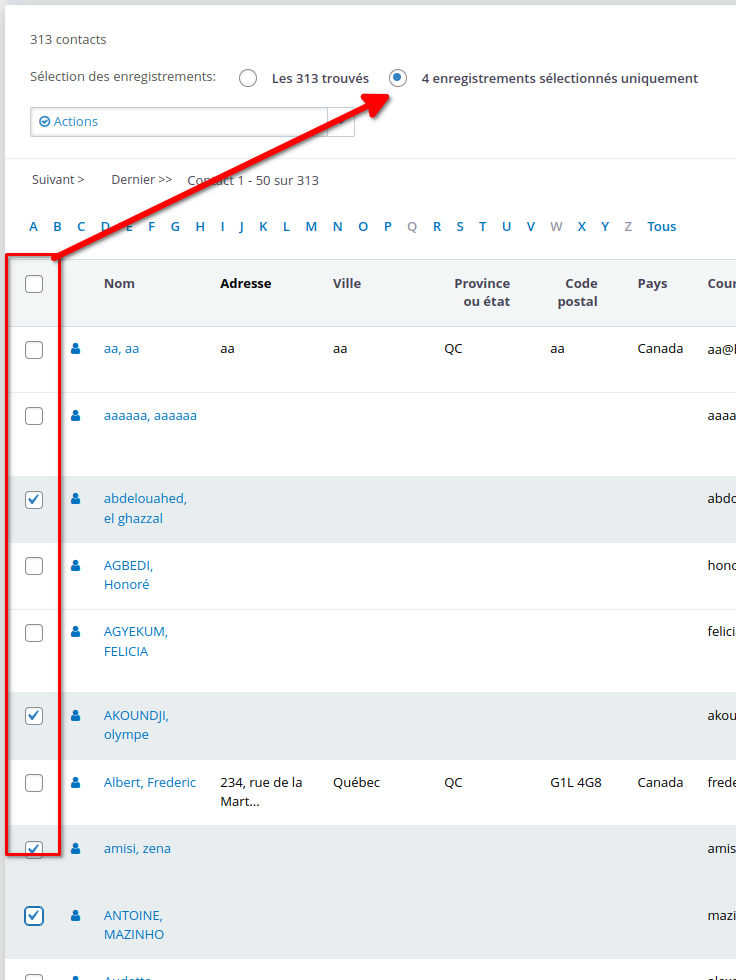 313 contacts
Sélection des enregistrements: Les 313 trouvés 4 enregistrements sélectionnés uniquement
Actions
Suivant > Dernier >> Contact 1 - 50 sur 313
A B C D E F G H I J K L M N O P Q R S T U V W X Y Z Tous
Nom Adresse Ville Province ou état Code postal Pays Cour
aa, aa aa aa QC aa Canada aa@
aaaaaa, aaaaaa aaaa
abdelouahed, abdo
el ghazzal
AGBEDI, hono
Honoré
AGYEKUM, felici
FELICIA
AKOUNDJI, akou
olympe
Albert, Frederic 234, rue de la Québec QC G1L 4G8 Canada frede
Mart...
amisi, zena amis
ANTOINE, mazi
MAZINHO